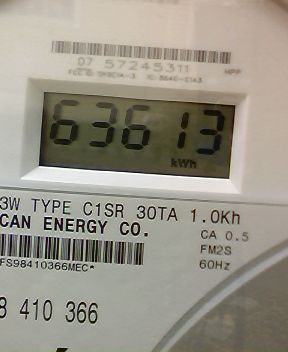 07 57245311
HPP
63613
kWh
3W TYPE C1SR 30TA 1.0Kh
CAN ENERGY CO.
CA 0.5
FM2S
60Hz
FS98410366MEC*
8 410 366